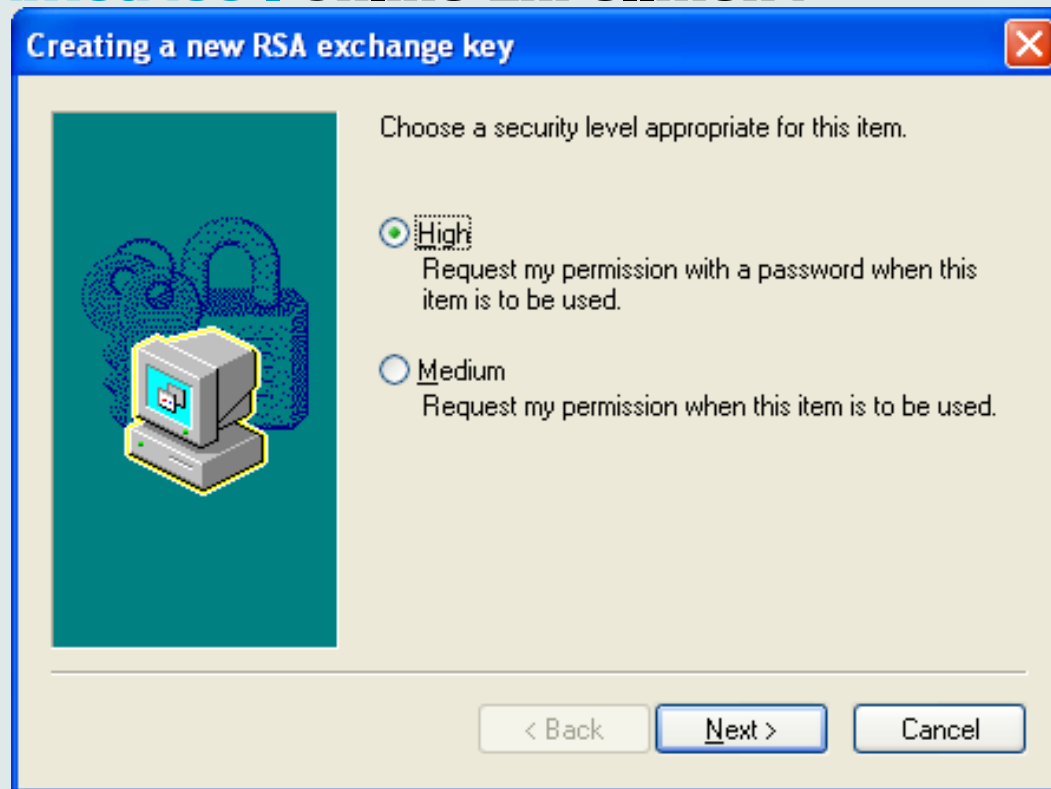 Creating a new RSA exchange key
Choose a security level appropriate for this item.
High
Request my permission with a password when this
item is to be used.
Medium
Request my permission when this item is to be used.
< Back
Next >
Cancel